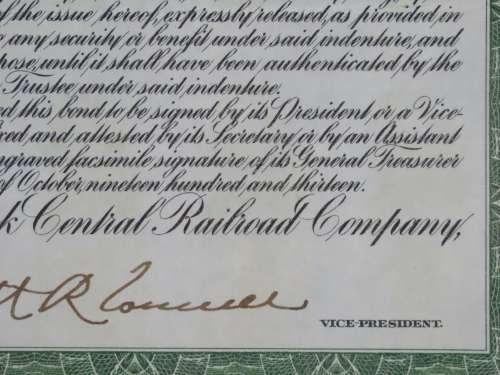 f the issue hereof, expressly released, as provided in
any security or benefit under said indenture, and
pose, until it shall have been authenticated by the
Trustee under said indenture.
ed this bond to be signed by its President or a Vice-
xed and attested by its Secretary or by an Assistant
ngraved facsimile signature of its General Treasurer
of October, nineteen hundred and thirteen.
k Central Railroad Company,
VICE-PRESIDENT.